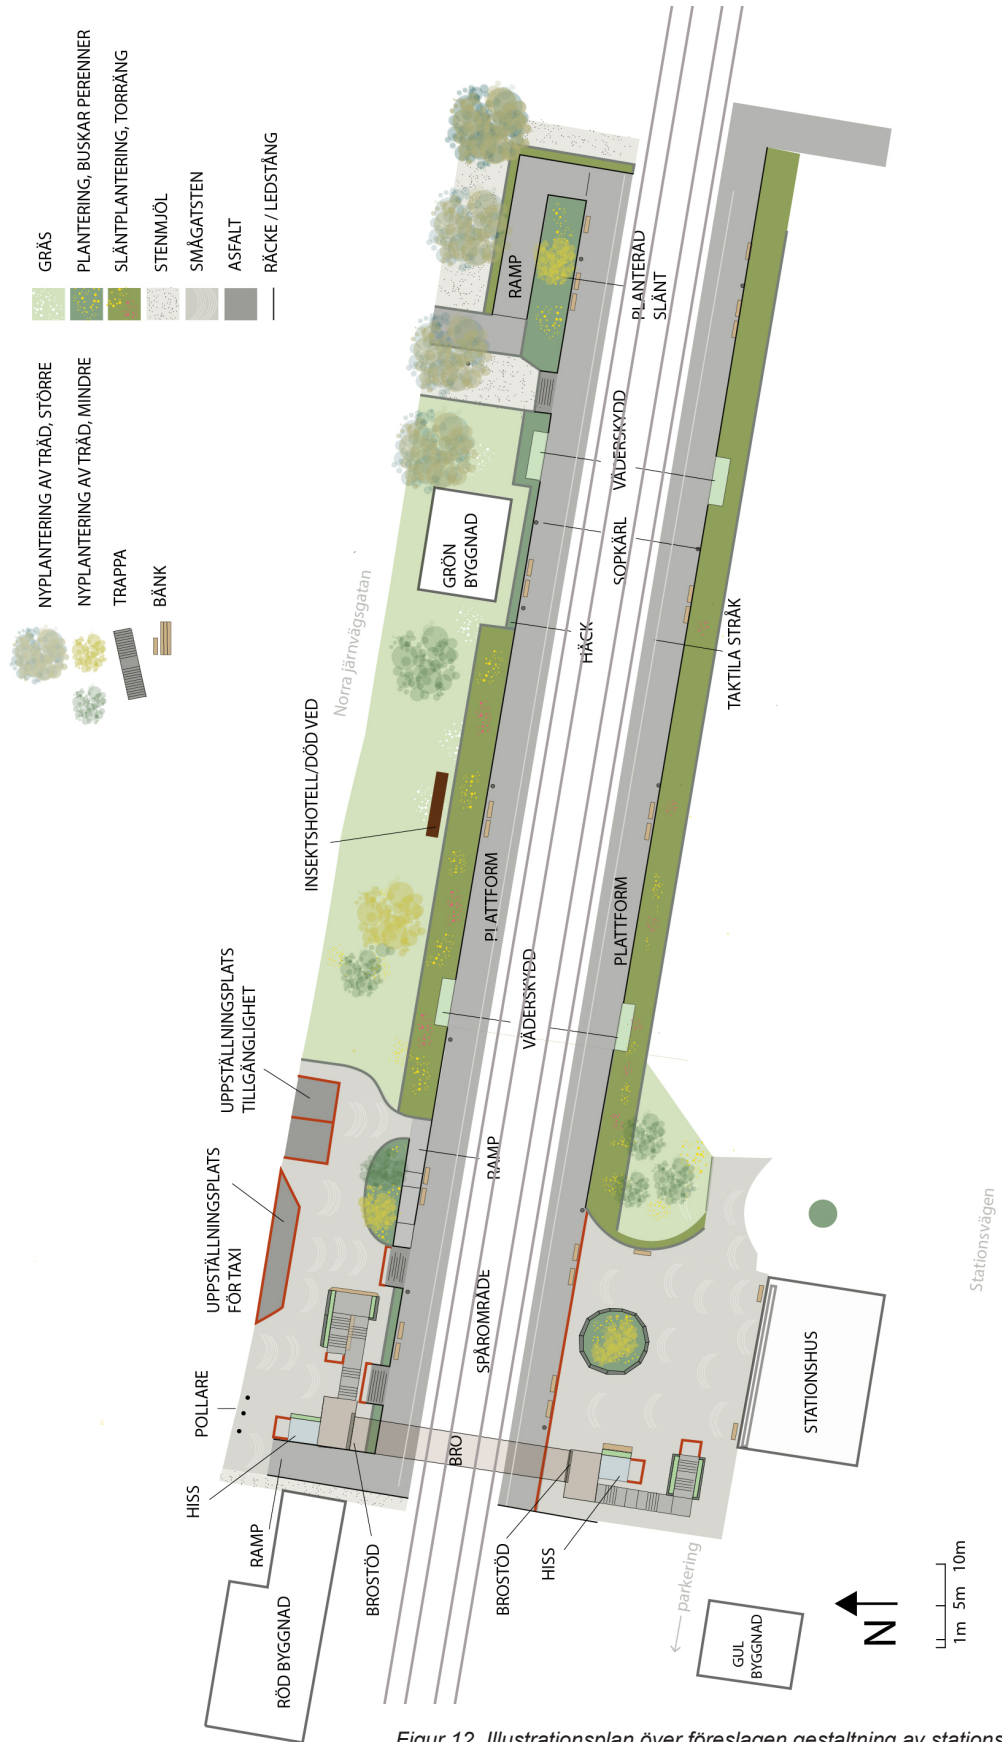 GRÄS
PLANTERING, BUSKAR PERENNER
SLÄNTPLANTERING, TORRÄNG
STENMJÖL
SMÅGATSTEN
ASFALT
RÄCKE / LEDSTÅNG
NYPLANTERING AV TRÄD, STÖRRE
NYPLANTERING AV TRÄD, MINDRE
TRAPPA
BÄNK
Norra järnvägsgatan
INSEKTSHOTELL/DÖD VED
UPPSTÄLLNINGSPLATS
TILLGÄNGLIGHET
UPPSTÄLLNINGSPLATS
FÖR TAXI
POLLARE
HISS
RAMP
RÖD BYGGNAD
BROSTÖD
RAMP
PLANTERAD
SLÄNT
GRÖN
BYGGNAD
VÄDERSKYDD
SOPKÄRL
HÄCK
TAKTILA STRÅK
PLATTFORM
PLATTFORM
VÄDERSKYDD
RAMP
SPÅROMRÅDE
BRO
BROSTÖD
HISS
STATIONSHUS
Stationsvägen
parkering
GUL
BYGGNAD
N
1m 5m 10m
Figur 12. Illustrationsplan över föreslagen gestaltning av stations